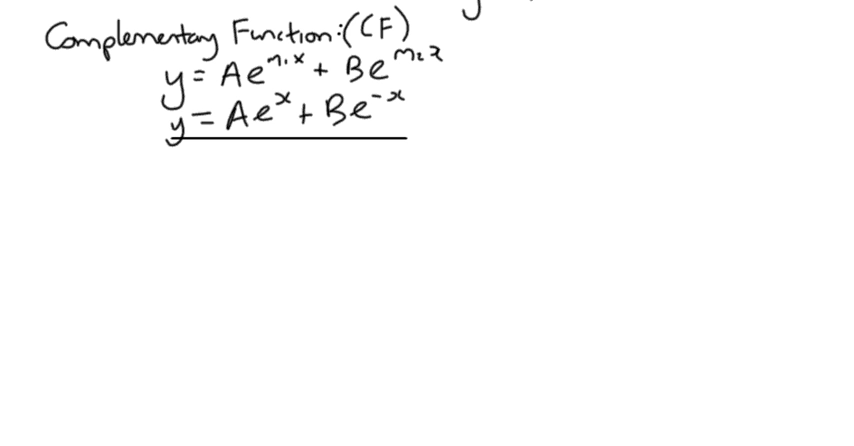 Complementary Function:(CF)
y = Ae^m₁x + Be^m₂x
y = Ae^x + Be^-x